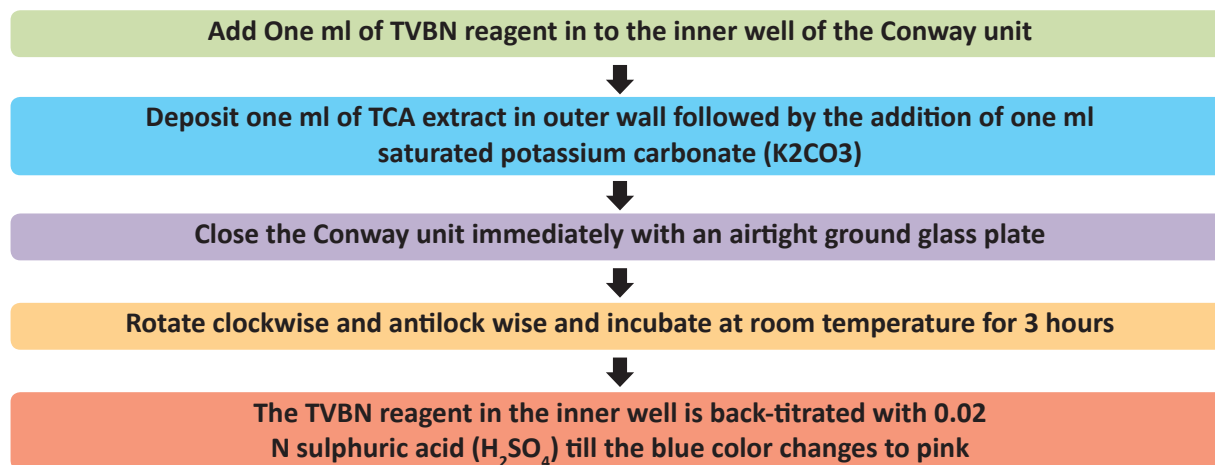 Add One ml of TVBN reagent in to the inner well of the Conway unit
Deposit one ml of TCA extract in outer wall followed by the addition of one ml
saturated potassium carbonate (K2CO3)
Close the Conway unit immediately with an airtight ground glass plate
Rotate clockwise and antilock wise and incubate at room temperature for 3 hours
The TVBN reagent in the inner well is back-titrated with 0.02
N sulphuric acid (H₂SO₄) till the blue color changes to pink